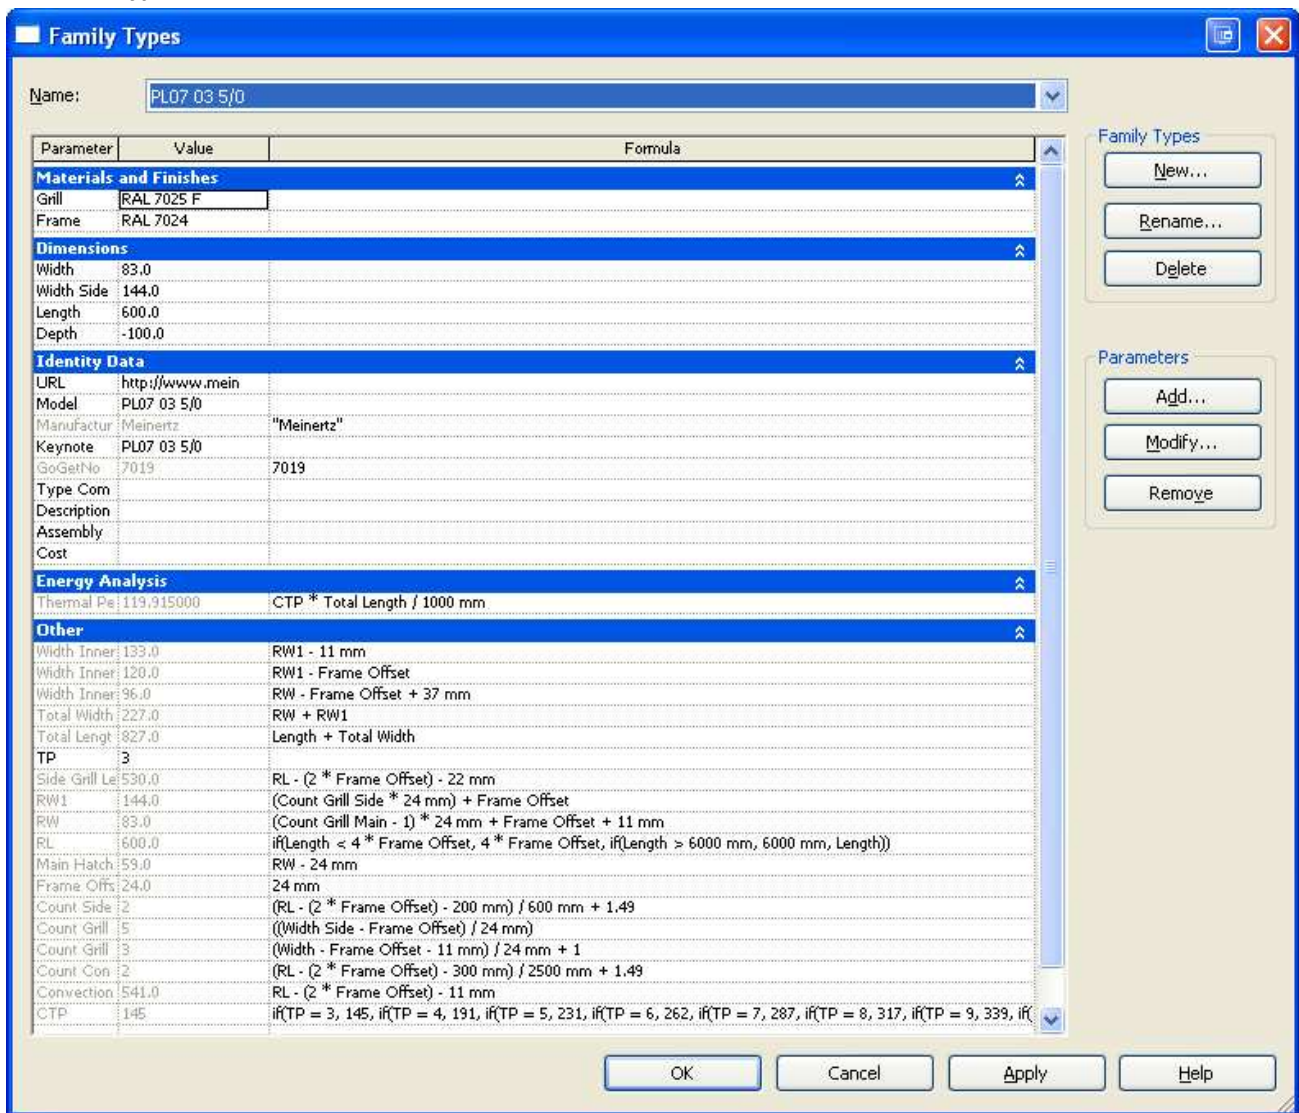 Family Types
Name: PL07 03 5/0
Parameter Value Formula
Materials and Finishes
Grill RAL 7025 F
Frame RAL 7024
Dimensions
Width 83.0
Width Side 144.0
Length 600.0
Depth -100.0
Identity Data
URL http://www.mein
Model PL07 03 5/0
Manufactur Meinertz "Meinertz"
Keynote PL07 03 5/0
GoGetNo 7019 7019
Type Com
Description
Assembly
Cost
Energy Analysis
Thermal Pe 119.915000 CTP * Total Length / 1000 mm
Other
Width Inner 133.0 RW1 - 11 mm
Width Inner 120.0 RW1 - Frame Offset
Width Inner 96.0 RW - Frame Offset + 37 mm
Total Width 227.0 RW + RW1
Total Lengt 827.0 Length + Total Width
TP 3
Side Grill Le 530.0 RL - (2 * Frame Offset) - 22 mm
RW1 144.0 (Count Grill Side * 24 mm) + Frame Offset
RW 83.0 (Count Grill Main - 1) * 24 mm + Frame Offset + 11 mm
RL 600.0 if(Length < 4 * Frame Offset, 4 * Frame Offset, if(Length > 6000 mm, 6000 mm, Length))
Main Hatch 59.0 RW - 24 mm
Frame Offs 24.0 24 mm
Count Side 2 (RL - (2 * Frame Offset) - 200 mm) / 600 mm + 1.49
Count Grill 5 ((Width Side - Frame Offset) / 24 mm)
Count Grill 3 (Width - Frame Offset - 11 mm) / 24 mm + 1
Count Con 2 (RL - (2 * Frame Offset) - 300 mm) / 2500 mm + 1.49
Convection 541.0 RL - (2 * Frame Offset) - 11 mm
CTP 145 if(TP = 3, 145, if(TP = 4, 191, if(TP = 5, 231, if(TP = 6, 262, if(TP = 7, 287, if(TP = 8, 317, if(TP = 9, 339, if(
Family Types
New...
Rename...
Delete
Parameters
Add...
Modify...
Remove
OK Cancel Apply Help